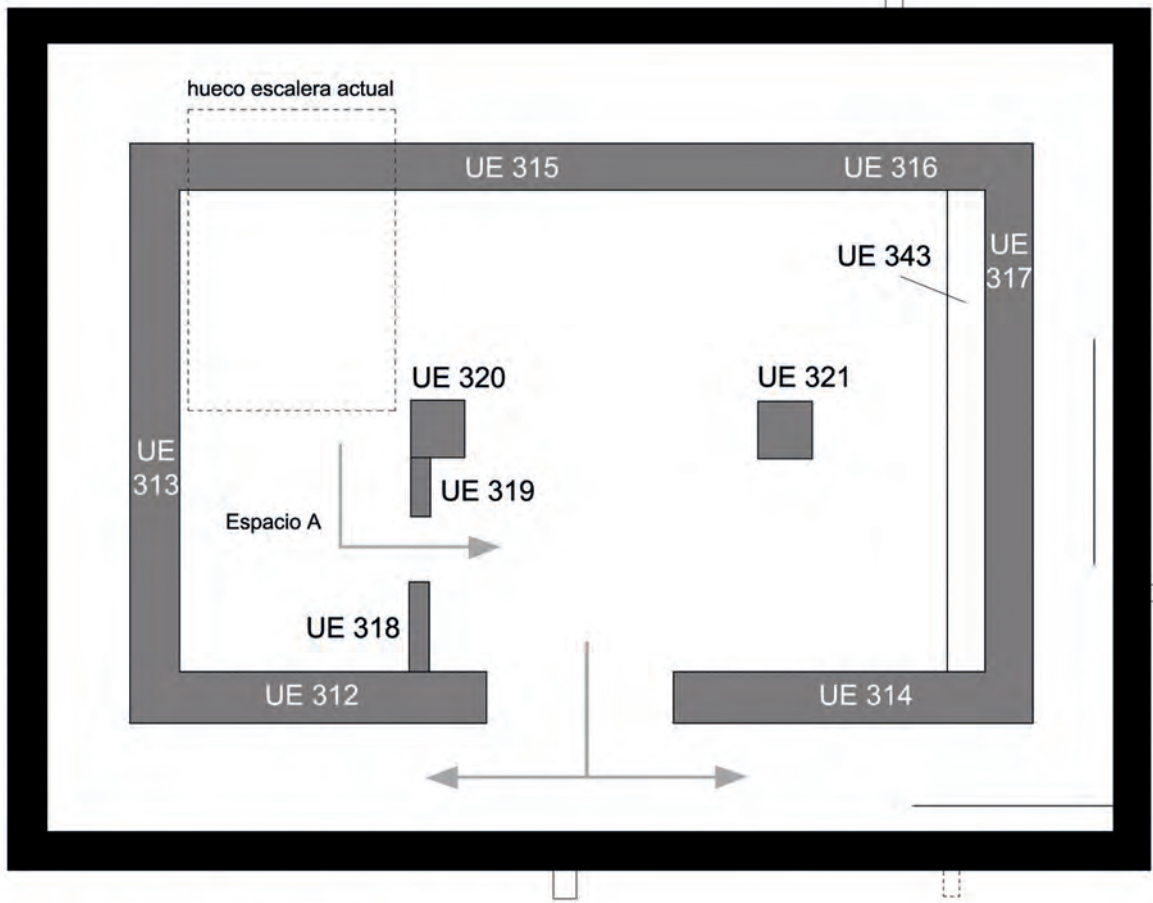 hueco escalera actual
UE 315
UE 316
UE
317
UE 343
UE 320
UE 321
UE
313
UE 319
Espacio A
UE 318
UE 312
UE 314